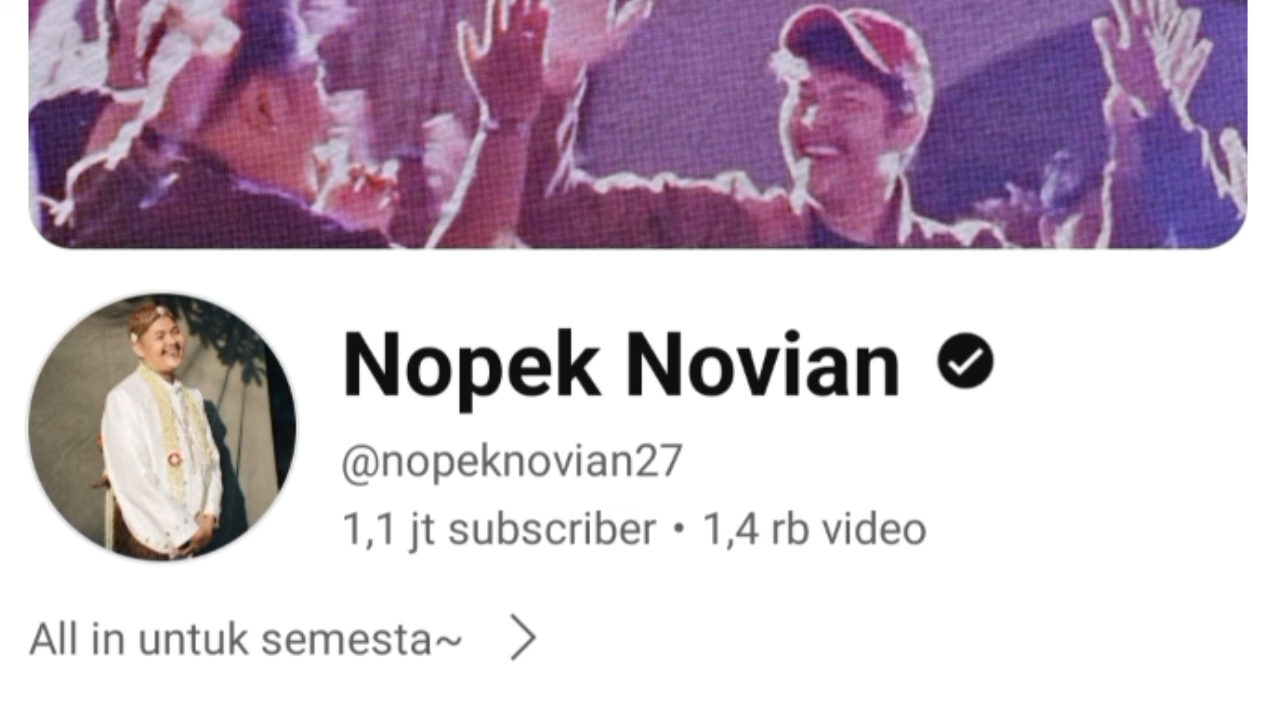 Nopek Novian
@nopeknovian27
1,1 jt subscriber • 1,4 rb video
All in untuk semesta~